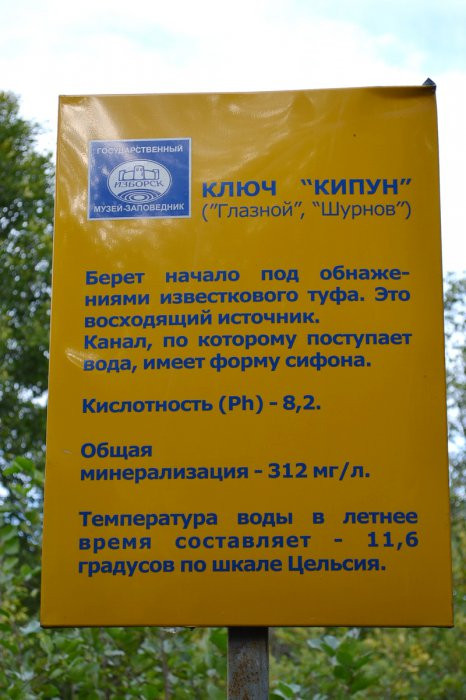 ГОСУДАРСТВЕННЫЙ
ИЗБОРСК
МУЗЕЙ-ЗАПОВЕДНИК
КЛЮЧ "КИПУН"
("Глазной", "Шурнов")
Берет начало под обнаже-
ниями известкового туфа. Это
восходящий источник.
Канал, по которому поступает
вода, имеет форму сифона.
Кислотность (Ph) - 8,2.
Общая
минерализация - 312 мг/л.
Температура воды в летнее
время составляет - 11,6
градусов по шкале Цельсия.